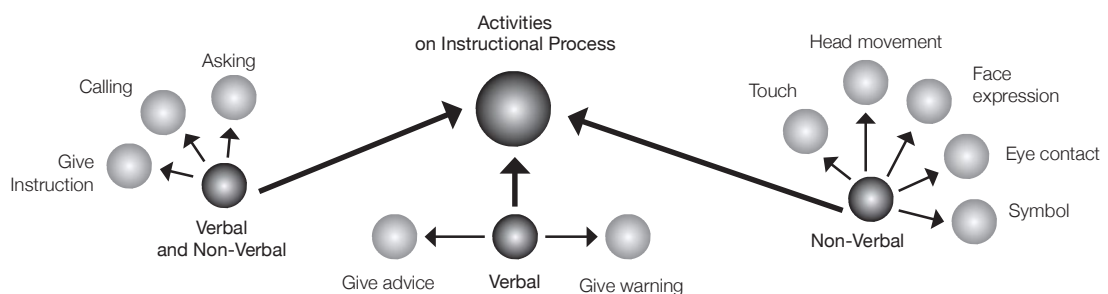 Activities
on Instructional Process
Asking
Calling
Give
Instruction
Verbal
and Non-Verbal
Give advice
Verbal
Give warning
Head movement
Touch
Face
expression
Eye contact
Symbol
Non-Verbal